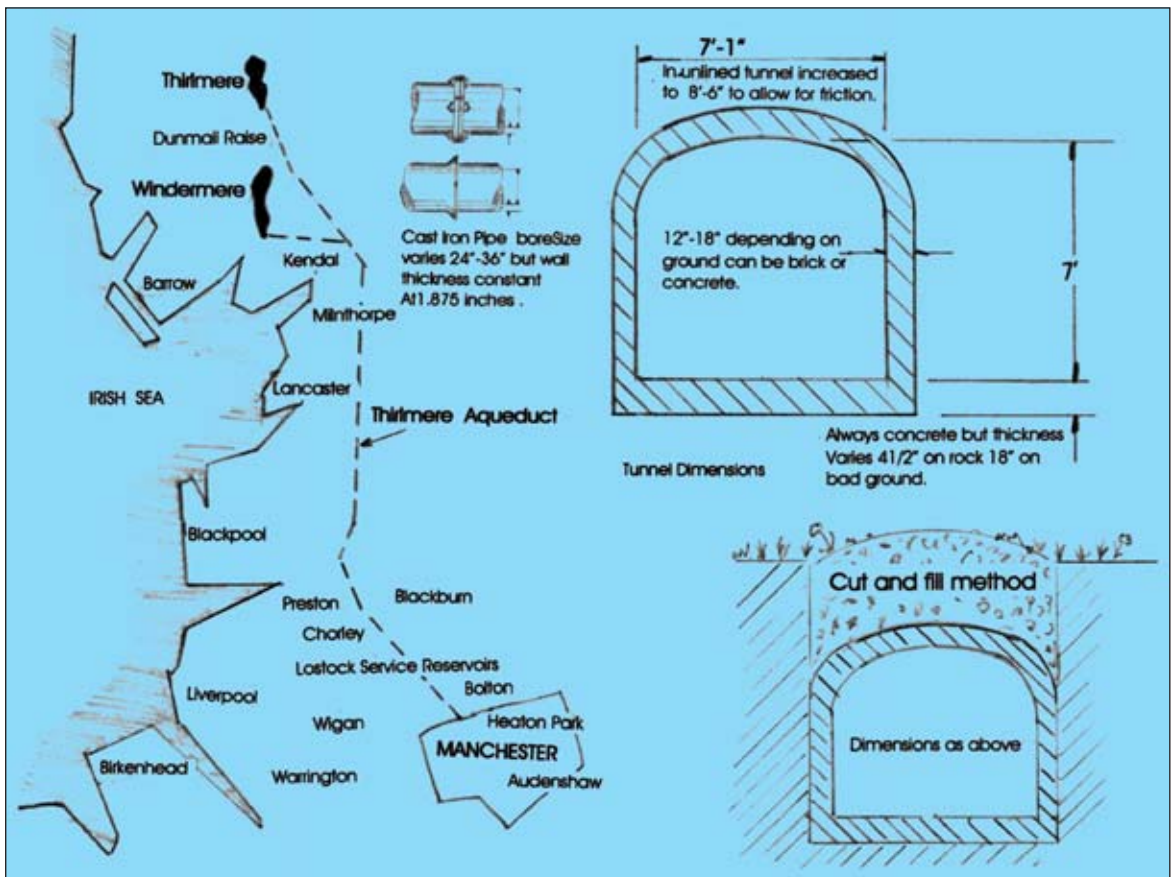 Thirlmere
Dunmail Raise
Windermere
Kendal
Barrow
Milnthorpe
IRISH SEA
Lancaster
Thirlmere Aqueduct
Blackpool
Preston
Blackburn
Chorley
Lostock Service Reservoirs
Bolton
Liverpool
Wigan
Heaton Park
MANCHESTER
Birkenhead
Warrington
Audenshaw
Cast Iron Pipe boreSize
varies 24"-36" but wall
thickness constant
At1.875 inches .
7'-1"
In-unlined tunnel increased
to 8'-6" to allow for friction.
12"-18" depending on
ground can be brick or
concrete.
7'
Always concrete but thickness
Varies 41/2" on rock 18" on
bad ground.
Tunnel Dimensions
Cut and fill method
Dimensions as above